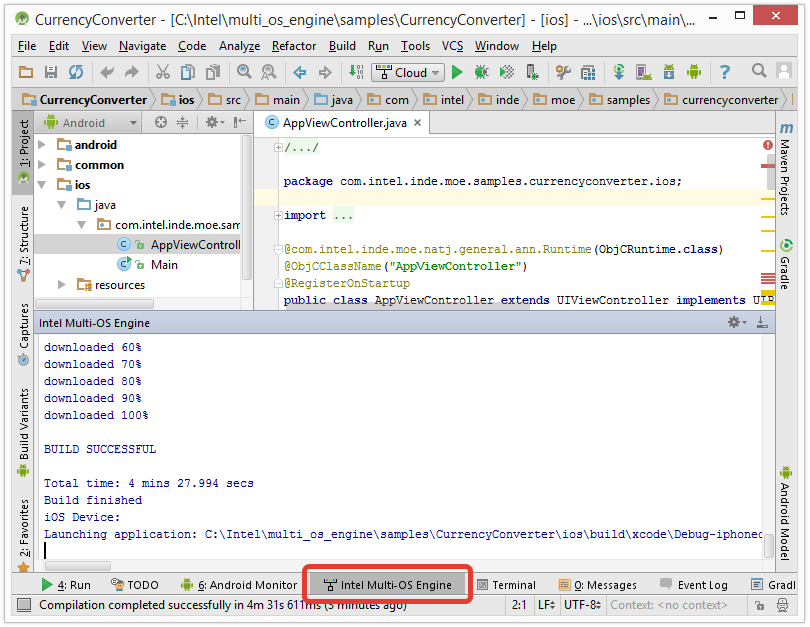 CurrencyConverter - [C:\Intel\multi_os_engine\samples\CurrencyConverter] - [ios] - ...\ios\src\main\...
File Edit View Navigate Code Analyze Refactor Build Run Tools VCS Window Help
Cloud
CurrencyConverter ios src main java com intel inde moe samples currencyconverter
1: Project
7: Structure
Captures
Build Variants
2: Favorites
Android
android
common
ios
java
com.intel.inde.moe.sam
AppViewControll
Main
resources
AppViewController.java
/.../
package com.intel.inde.moe.samples.currencyconverter.ios;
import ...
@com.intel.inde.moe.natj.general.ann.Runtime(ObjCRuntime.class)
@ObjCClassName("AppViewController")
@RegisterOnStartup
public class AppViewController extends UIViewController implements UIP
m
Maven Projects
Gradle
Android Model
Intel Multi-OS Engine
downloaded 60%
downloaded 70%
downloaded 80%
downloaded 90%
downloaded 100%
BUILD SUCCESSFUL
Total time: 4 mins 27.994 secs
Build finished
iOS Device:
Launching application: C:\Intel\multi_os_engine\samples\CurrencyConverter\ios\build\xcode\Debug-iphoneo
4: Run TODO 6: Android Monitor Intel Multi-OS Engine Terminal 0: Messages Event Log Gradl
Compilation completed successfully in 4m 31s 611ms (3 minutes ago) 2:1 LF UTF-8 Context: <no context>